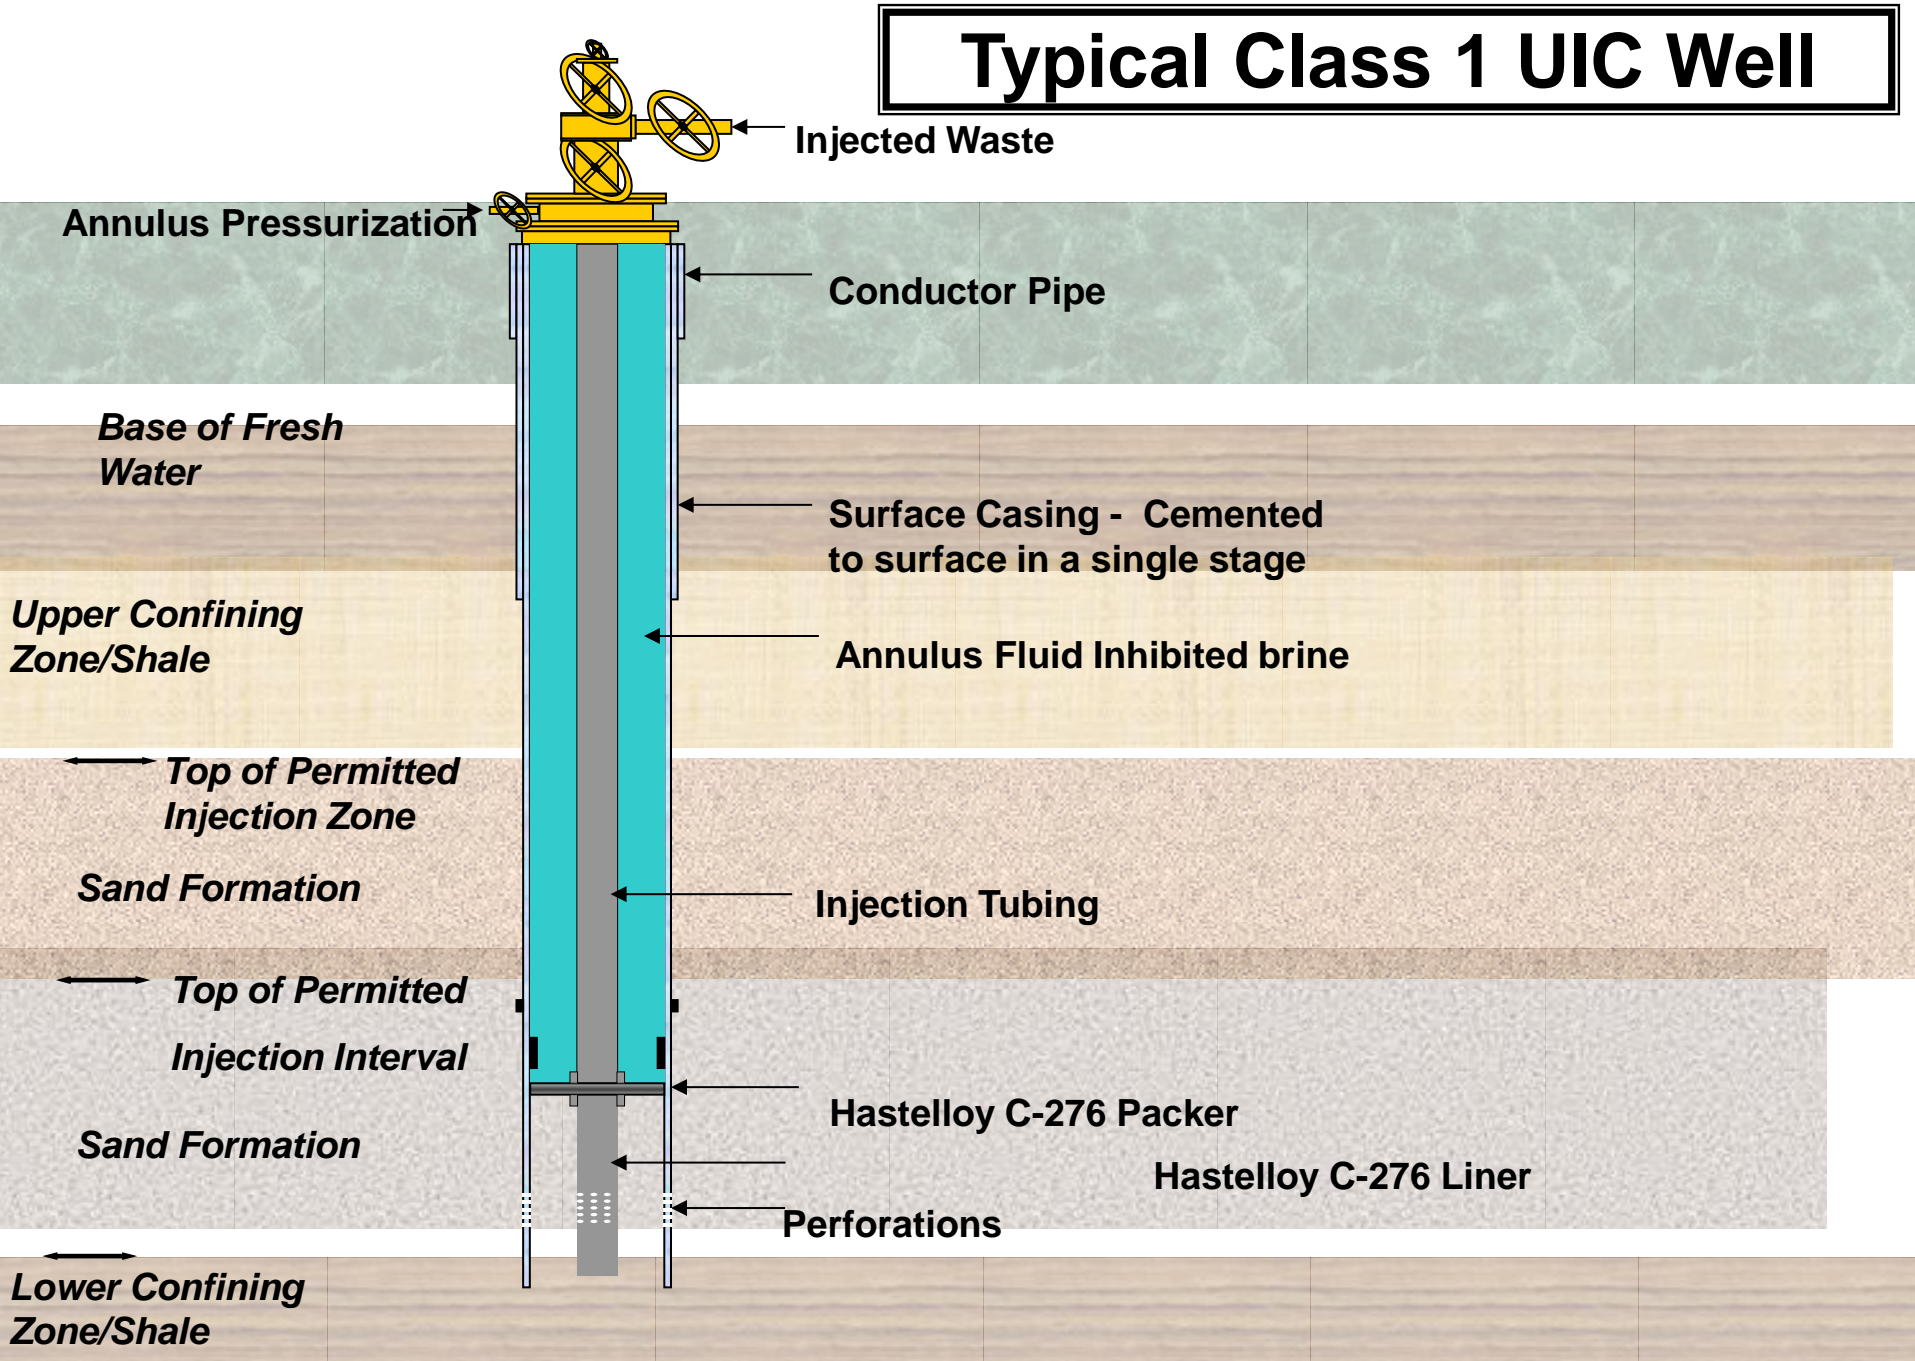 Typical Class 1 UIC Well
Injected Waste
Annulus Pressurization
Conductor Pipe
Base of Fresh
Water
Surface Casing -  Cemented
to surface in a single stage
Upper Confining
Zone/Shale
Annulus Fluid Inhibited brine
Top of Permitted
Injection Zone
Sand Formation
Injection Tubing
Top of Permitted
Injection Interval
Hastelloy C-276 Packer
Sand Formation
Hastelloy C-276 Liner
Perforations
Lower Confining
Zone/Shale